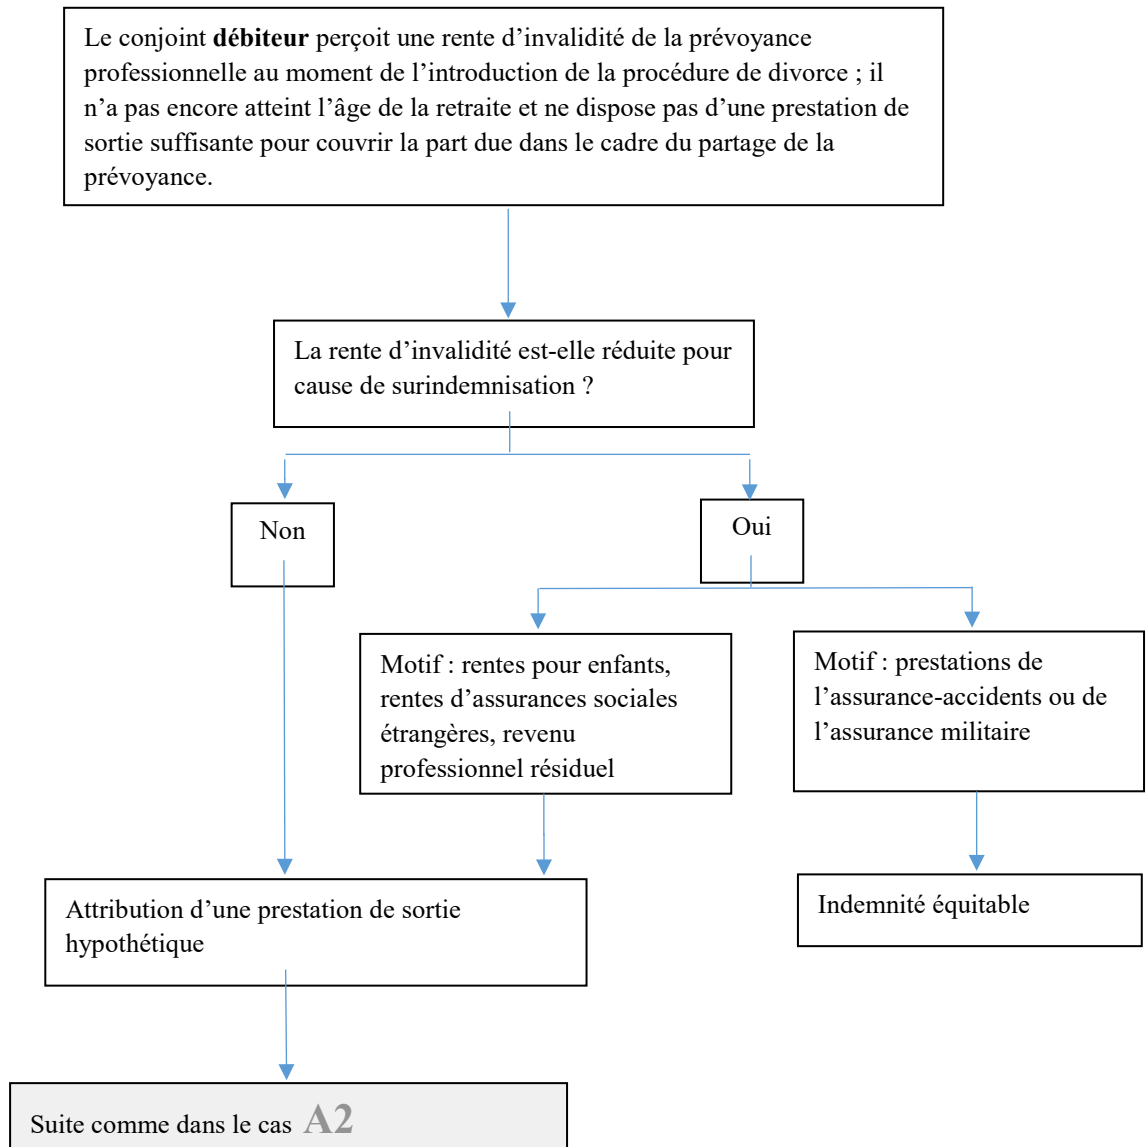 Le conjoint débiteur perçoit une rente d’invalidité de la prévoyance
professionnelle au moment de l’introduction de la procédure de divorce ; il
n’a pas encore atteint l’âge de la retraite et ne dispose pas d’une prestation de
sortie suffisante pour couvrir la part due dans le cadre du partage de la
prévoyance.
La rente d’invalidité est-elle réduite pour
cause de surindemnisation ?
Non
Oui
Motif : rentes pour enfants,
rentes d’assurances sociales
étrangères, revenu
professionnel résiduel
Motif : prestations de
l’assurance-accidents ou de
l’assurance militaire
Attribution d’une prestation de sortie
hypothétique
Indemnité équitable
Suite comme dans le cas A2